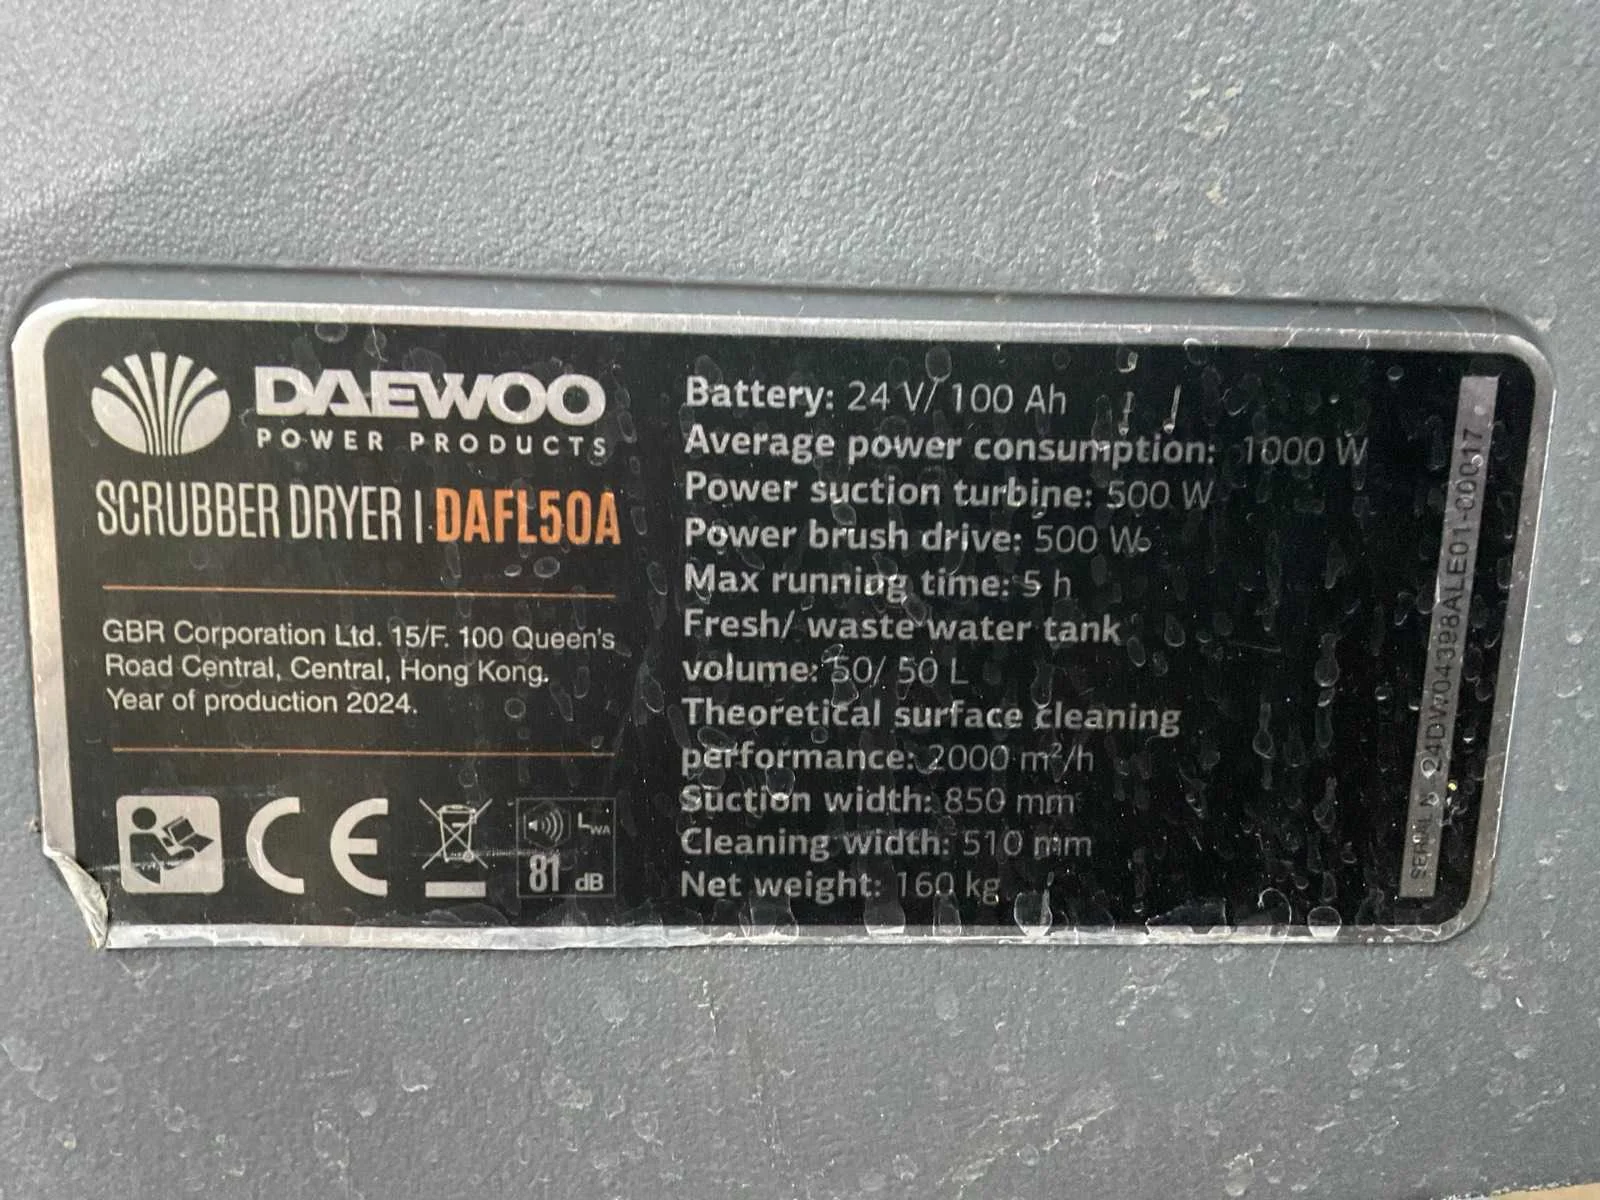 DAEWOO
POWER PRODUCTS
SCRUBBER DRYER | DAFL50A
GBR Corporation Ltd. 15/F. 100 Queen's
Road Central, Central, Hong Kong.
Year of production 2024.
CE
LWA
81 dB
Battery: 24 V/ 100 Ah
Average power consumption: 1000 W
Power suction turbine: 500 W
Power brush drive: 500 W
Max running time: 5 h
Fresh/ waste water tank
volume: 50/ 50 L
Theoretical surface cleaning
performance: 2000 m²/h
Suction width: 850 mm
Cleaning width: 510 mm
Net weight: 160 kg
SERIAL N.